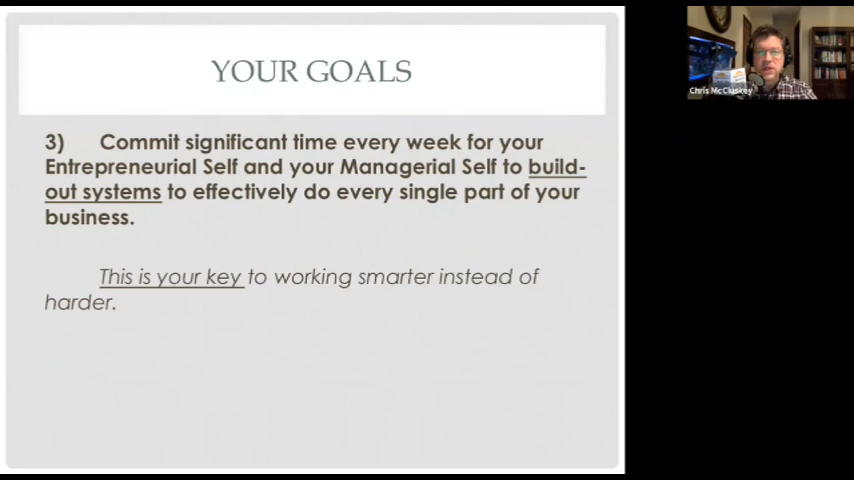 YOUR GOALS
3) Commit significant time every week for your
Entrepreneurial Self and your Managerial Self to build-
out systems to effectively do every single part of your
business.
This is your key to working smarter instead of
harder.
Chris McCluskey